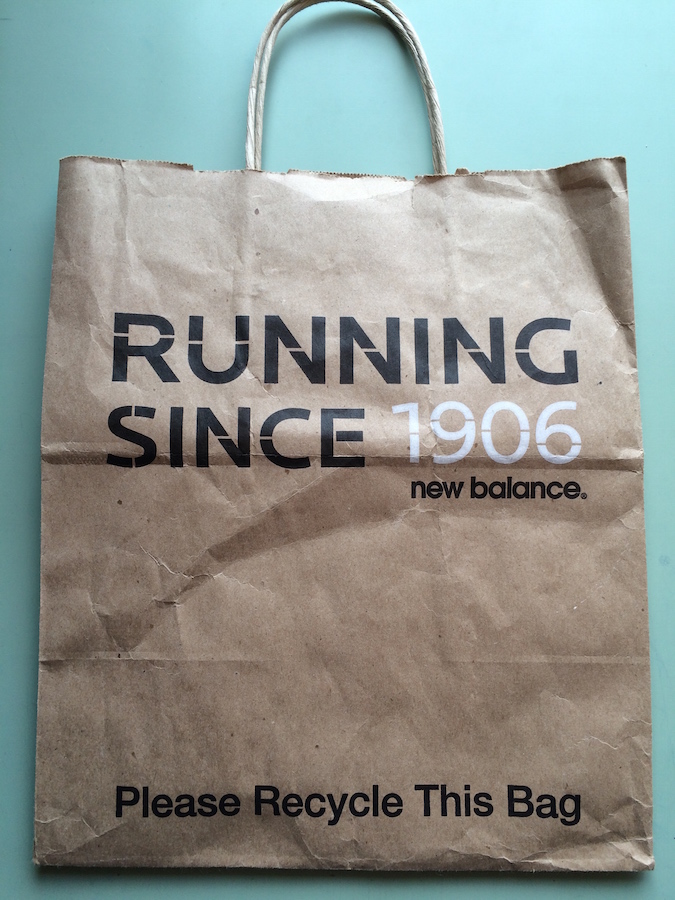 RUNNING
SINCE 1906
new balance®
Please Recycle This Bag